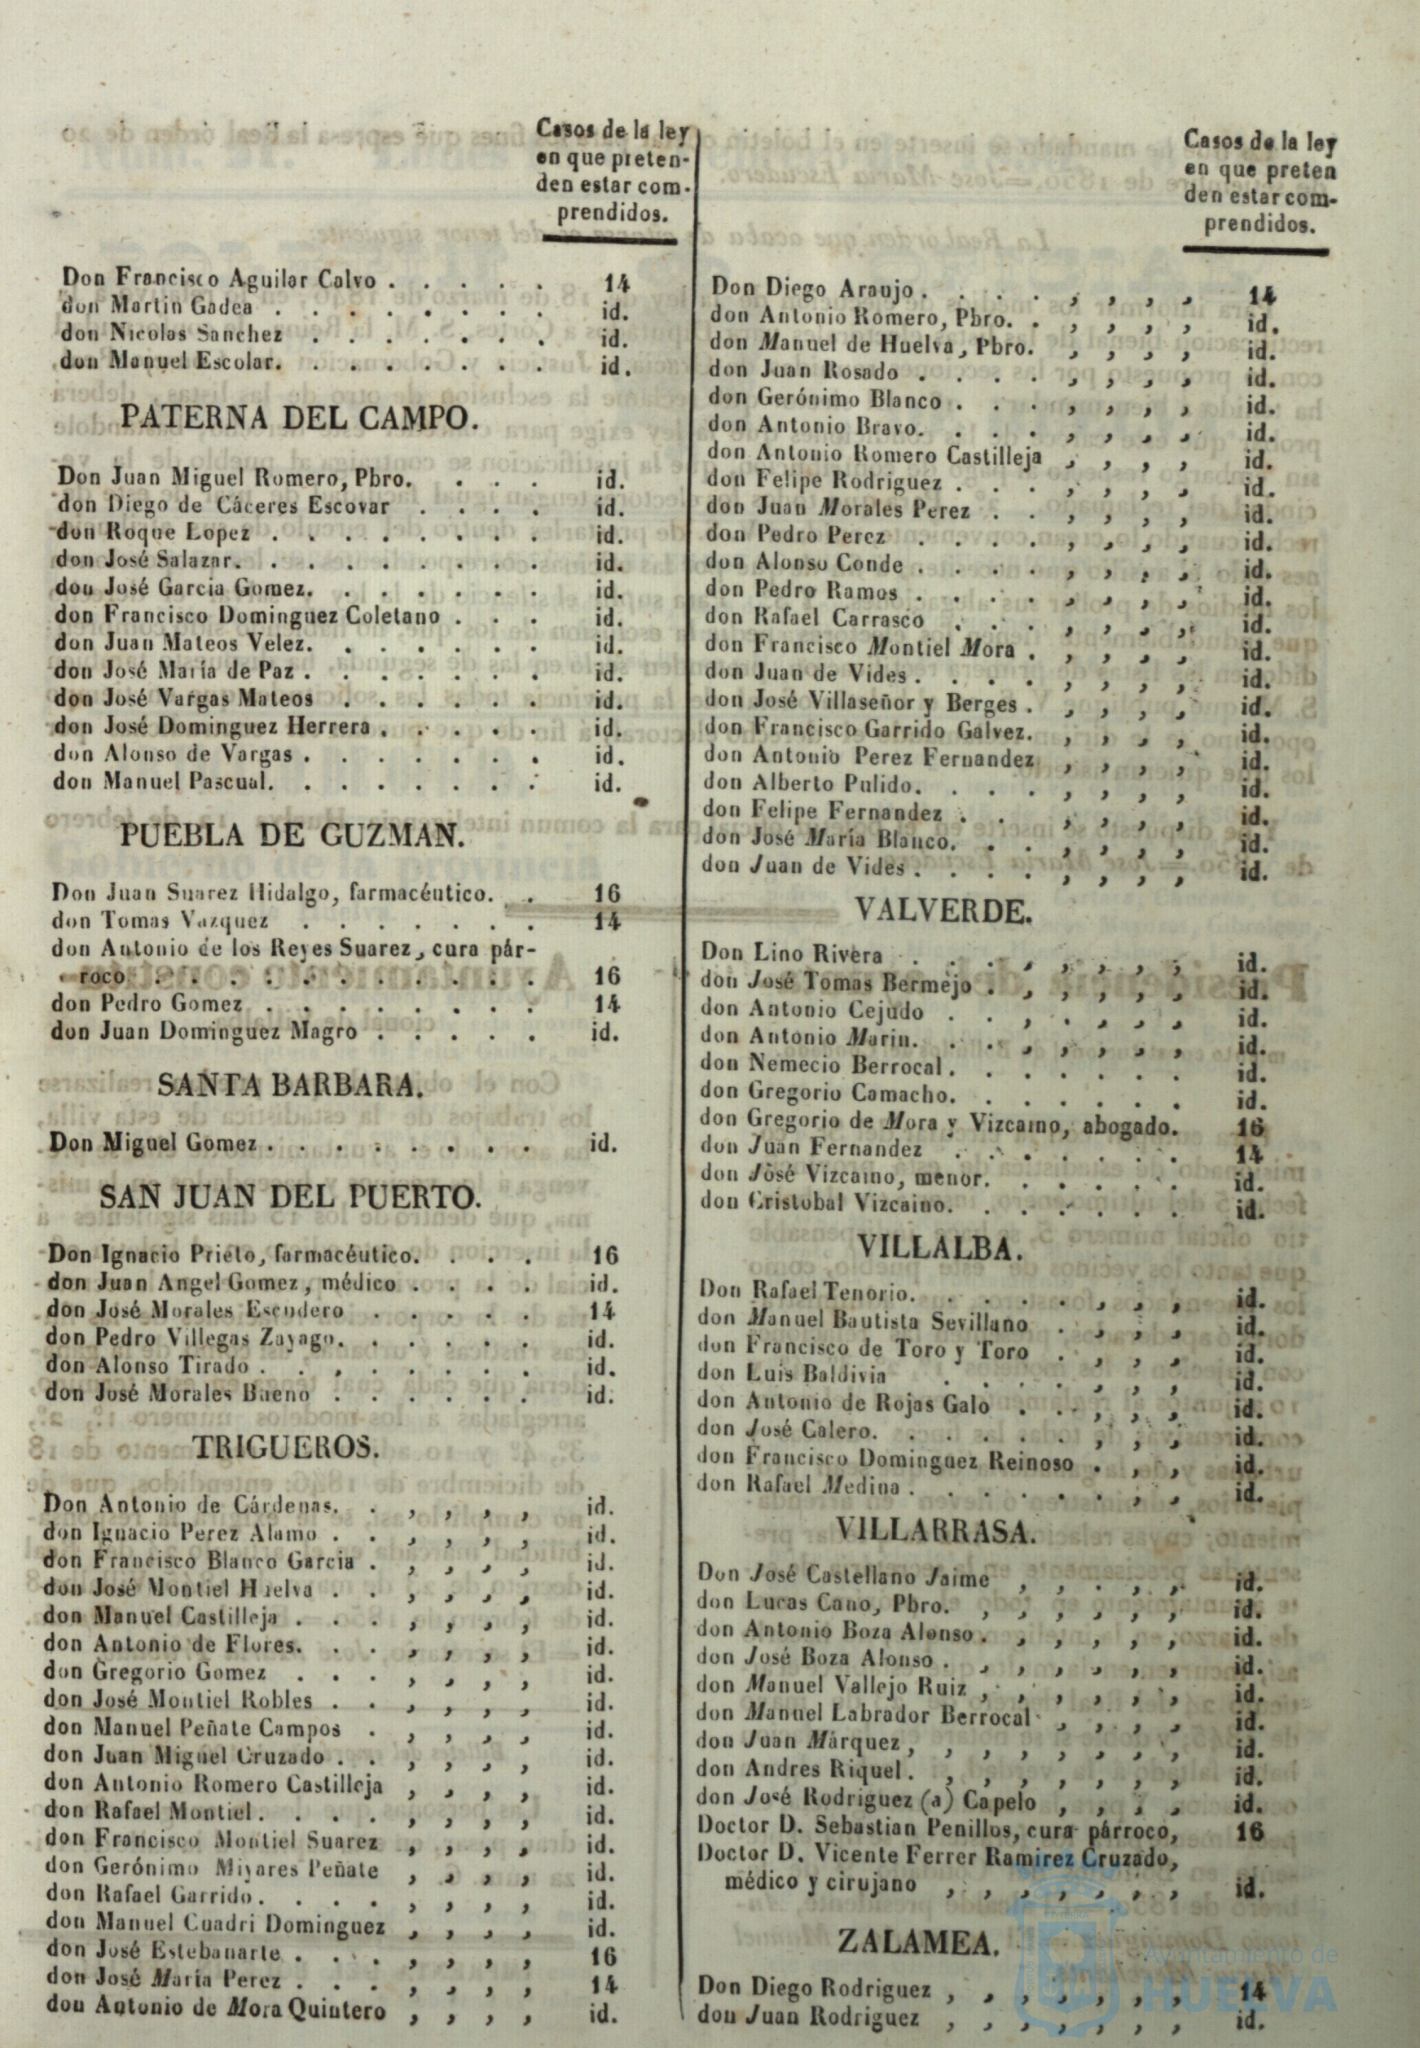 Casos de la ley
en que preten-
den estar com-
prendidos.
Don Francisco Aguilar Calvo . . . . . 14
don Martin Gadea . . . . . . . . id.
don Nicolas Sanchez . . . . . . . id.
don Manuel Escolar. . . . . . . . id.
PATERNA DEL CAMPO.
Don Juan Miguel Romero, Pbro. . . . . id.
don Diego de Cáceres Escovar . . . . id.
don Roque Lopez . . . . . . . . id.
don José Salazar. . . . . . . . . id.
don José Garcia Gomez. . . . . . . id.
don Francisco Dominguez Coletano . . . id.
don Juan Mateos Velez. . . . . . . id.
don José María de Paz . . . . . . . id.
don José Vargas Mateos . . . . . . id.
don José Dominguez Herrera . . . . . id.
don Alonso de Vargas . . . . . . . id.
don Manuel Pascual. . . . . . . . id.
PUEBLA DE GUZMAN.
Don Juan Suarez Hidalgo, farmacéutico. . . 16
don Tomas Vazquez . . . . . . . 14
don Antonio de los Reyes Suarez, cura pár-
roco . . . . . . . . . . . . 16
don Pedro Gomez . . . . . . . . 14
don Juan Dominguez Magro . . . . . id.
SANTA BARBARA.
Don Miguel Gomez . . . . . . . . id.
SAN JUAN DEL PUERTO.
Don Ignacio Prieto, farmacéutico. . . . 16
don Juan Angel Gomez, médico . . . . id.
don José Morales Escudero . . . . . 14
don Pedro Villegas Zayago. . . . . . id.
don Alonso Tirado . . . . . . . . id.
don José Morales Bueno . . . . . . id.
TRIGUEROS.
Don Antonio de Cárdenas. . , , , , id.
don Ignacio Perez Alamo . . , , , , id.
don Francisco Blanco Garcia . , , , , id.
don José Montiel Huelva . . , , , , id.
don Manuel Castilleja . . . , , , , id.
don Antonio de Flores. . . , , , , id.
don Gregorio Gomez . . . , , , , id.
don José Montiel Robles . . , , , , id.
don Manuel Peñate Campos . , , , , id.
don Juan Miguel Cruzado . . , , , , id.
don Antonio Romero Castilleja , , , , id.
don Rafael Montiel. . . . , , , , id.
don Francisco Montiel Suarez , , , , id.
don Gerónimo Miyares Peñate , , , , id.
don Rafael Garrido. . . . , , , , id.
don Manuel Cuadri Dominguez , , , , id.
don José Estebanarte . . . , , , , 16
don José María Perez . . . , , , , 14
don Antonio de Mora Quintero , , , , id.
Casos de la ley
en que preten
den estar com-
prendidos.
Don Diego Araujo . . . . , , , , 14
don Antonio Romero, Pbro. . , , , , id.
don Manuel de Huelva, Pbro. , , , , id.
don Juan Rosado . . . . , , , , id.
don Gerónimo Blanco . . . , , , , id.
don Antonio Bravo. . . . , , , , id.
don Antonio Romero Castilleja , , , , id.
don Felipe Rodriguez . . . , , , , id.
don Juan Morales Perez . . , , , , id.
don Pedro Perez . . . . , , , , id.
don Alonso Conde . . . . , , , , id.
don Pedro Ramos . . . . , , , , id.
don Rafael Carrasco . . . , , , , id.
don Francisco Montiel Mora . , , , , id.
don Juan de Vides . . . . , , , , id.
don José Villaseñor y Berges . , , , , id.
don Francisco Garrido Galvez. , , , , id.
don Antonio Perez Fernandez , , , , id.
don Alberto Pulido. . . . , , , , id.
don Felipe Fernandez . . . , , , , id.
don José María Blanco. . . , , , , id.
don Juan de Vides . . . . , , , , id.
VALVERDE.
Don Lino Rivera . . . . , , , , id.
don José Tomas Bermejo . , , , , , id.
don Antonio Cejudo . . , . , , , id.
don Antonio Marin. . . . , , , , id.
don Nemecio Berrocal . . . . . . . id.
don Gregorio Camacho. . . . . . . id.
don Gregorio de Mora y Vizcaino, abogado. 16
don Juan Fernandez . . . . . . . 14
don José Vizcaino, menor. . . . . . id.
don Cristobal Vizcaino. . . . . . . id.
VILLALBA.
Don Rafael Tenorio. . . . . , , , id.
don Manuel Bautista Sevillano . , , , id.
don Francisco de Toro y Toro . , , , id.
don Luis Baldivia . . . . , , , id.
don Antonio de Rojas Galo . . , , , id.
don José Calero. . . . . . , , , id.
don Francisco Dominguez Reinoso . , , , id.
don Rafael Medina . . . . . , , , id.
VILLARRASA.
Don José Castellano Jaime , , . , , id.
don Lucas Cano, Pbro. , , , , , , id.
don Antonio Boza Alonso . , , , , , id.
don José Boza Alonso . , , , , , , id.
don Manuel Vallejo Ruiz , , , , , , id.
don Manuel Labrador Berrocal , , , , id.
don Juan Márquez , , , , , , , , id.
don Andres Riquel . , , , , , , , id.
don José Rodriguez (a) Capelo , , , , id.
Doctor D. Sebastian Penillos, cura párroco, 16
Doctor D. Vicente Ferrer Ramirez Cruzado,
médico y cirujano , , , , , , , id.
ZALAMEA.
Don Diego Rodriguez , , , , , , , 14
don Juan Rodriguez , , , , , , , id.
Ayuntamiento de
HUELVA